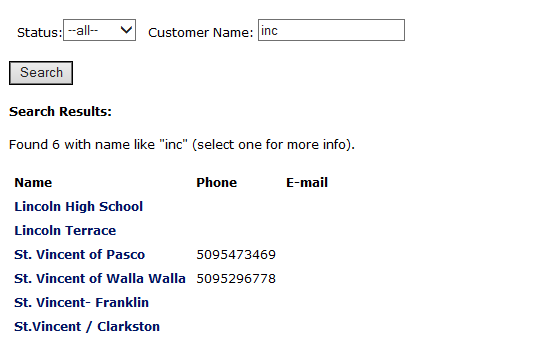 Status: --all-- Customer Name: inc
Search
Search Results:
Found 6 with name like "inc" (select one for more info).
Name Phone E-mail
Lincoln High School
Lincoln Terrace
St. Vincent of Pasco 5095473469
St. Vincent of Walla Walla 5095296778
St. Vincent- Franklin
St.Vincent / Clarkston